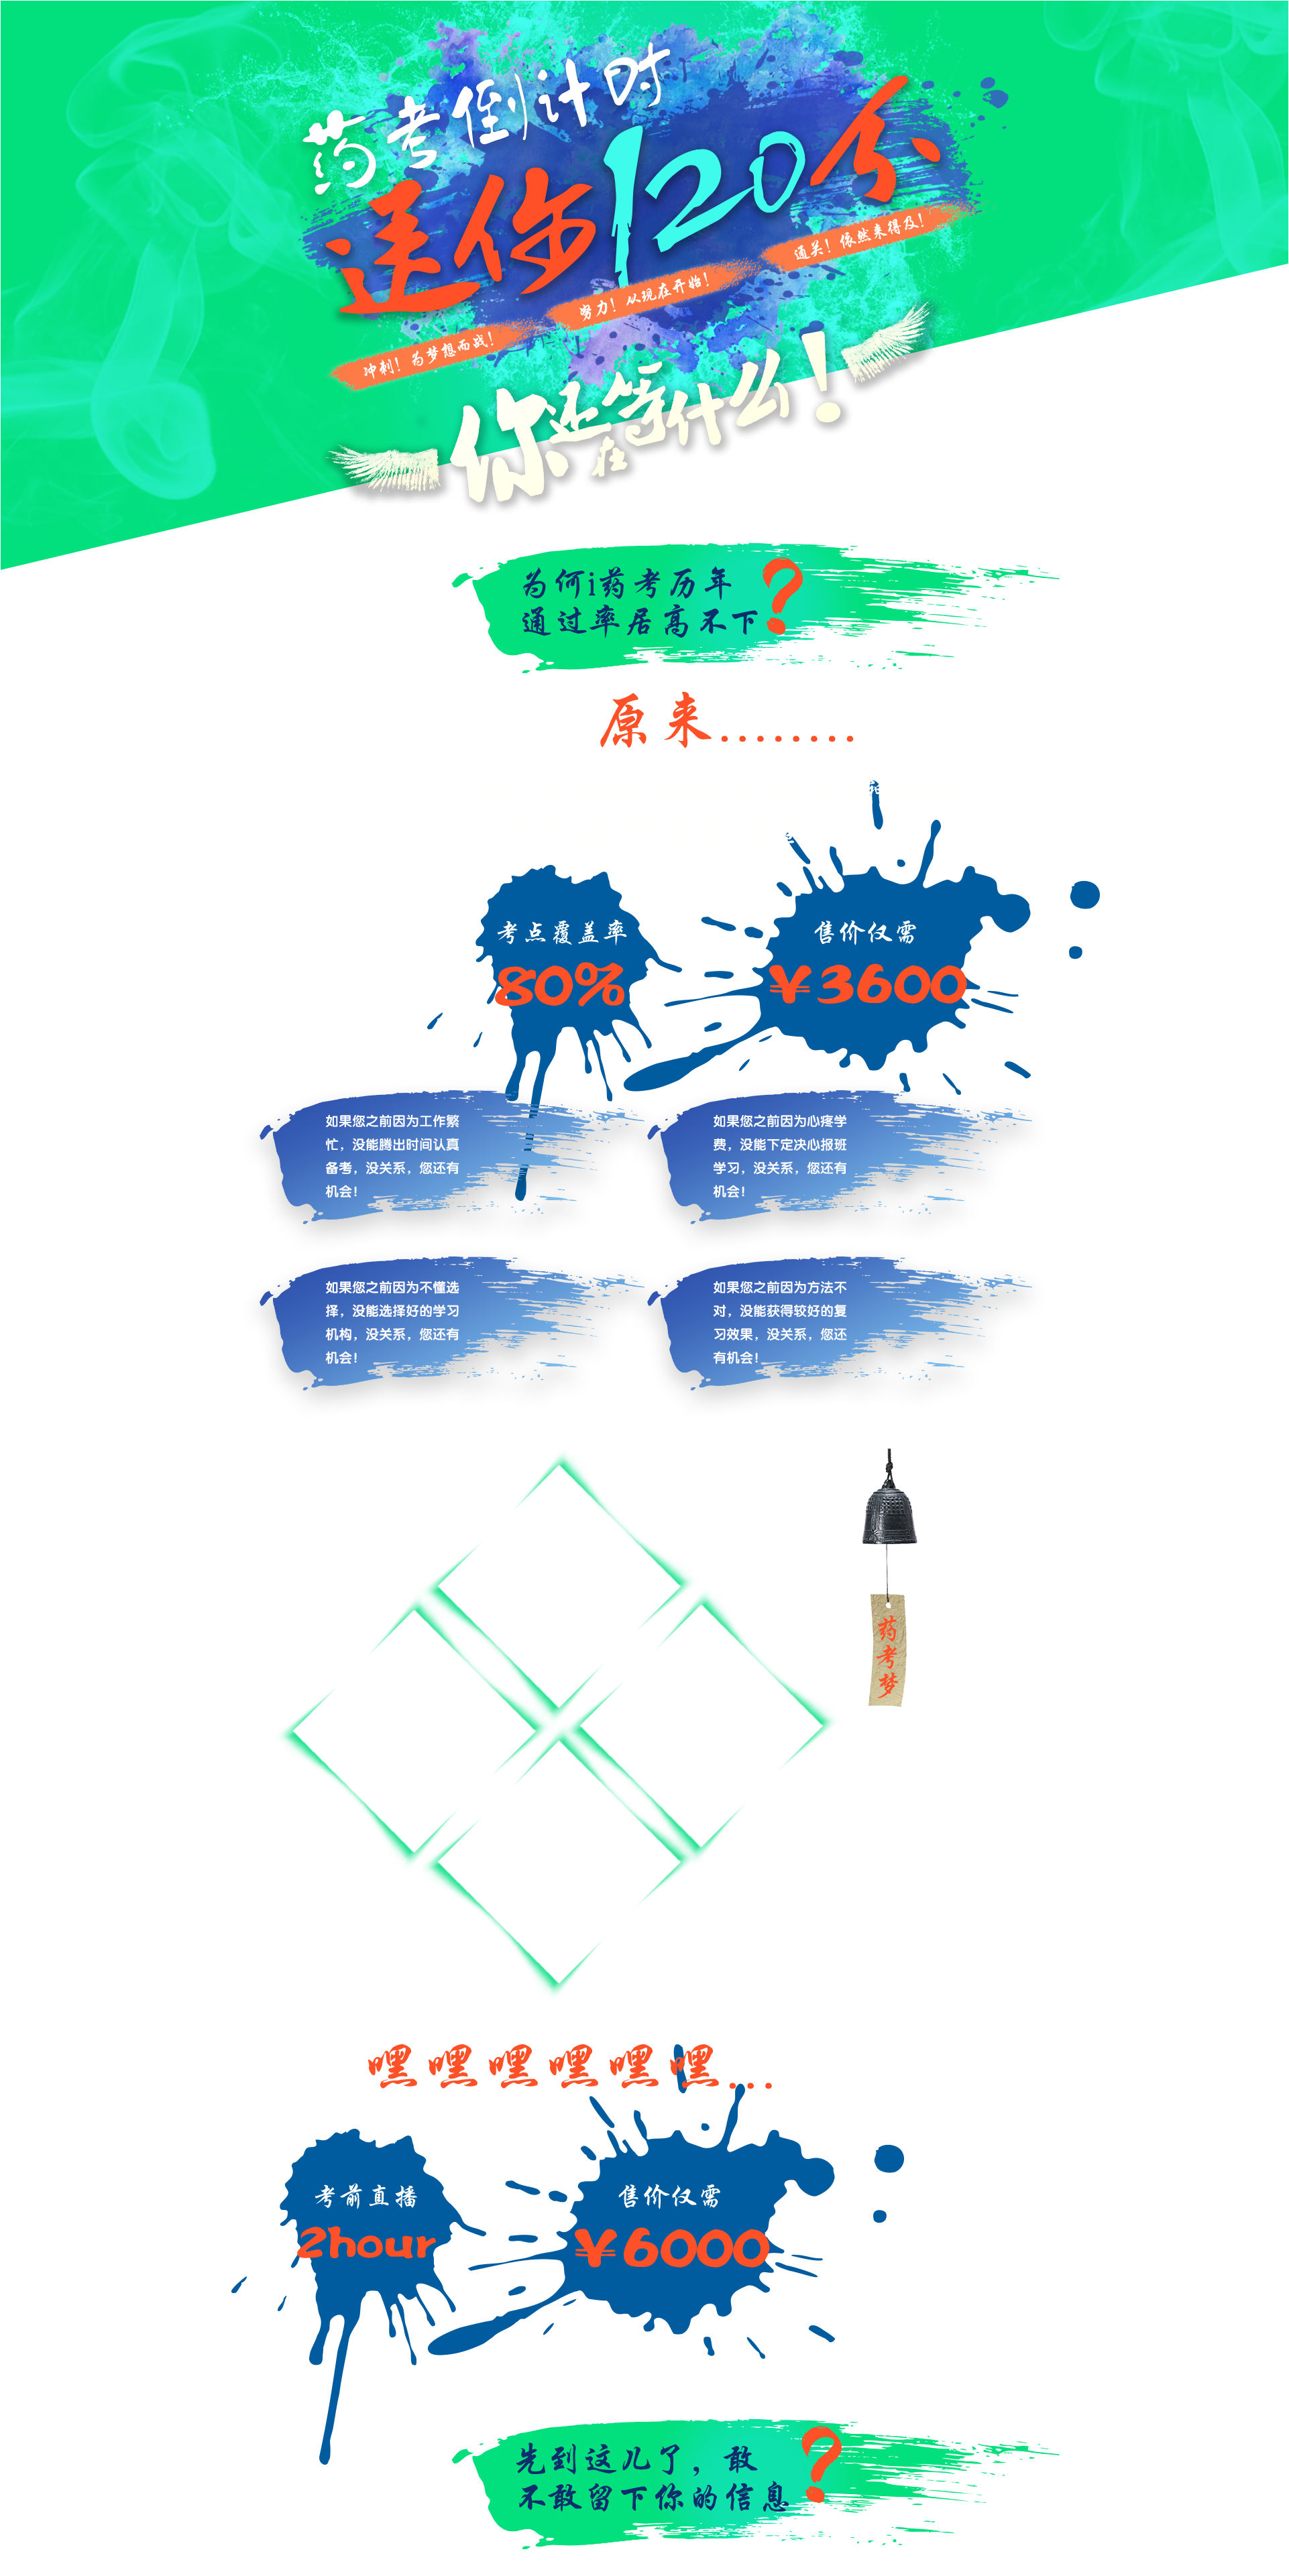 药考倒计时
送你120分
冲刺！为梦想而战！
努力！从现在开始！
通关！依然来得及！
你还在等什么！
为何i药考历年
通过率居高不下？
原来........
考点覆盖率
80%
售价仅需
¥3600
如果您之前因为工作繁
忙，没能腾出时间认真
备考，没关系，您还有
机会！
如果您之前因为心疼学
费，没能下定决心报班
学习，没关系，您还有
机会！
如果您之前因为不懂选
择，没能选择好的学习
机构，没关系，您还有
机会！
如果您之前因为方法不
对，没能获得较好的复
习效果，没关系，您还
有机会！
药考梦
嘿嘿嘿嘿嘿嘿...
考前直播
2hour
售价仅需
¥6000
先到这儿了，敢
不敢留下你的信息？